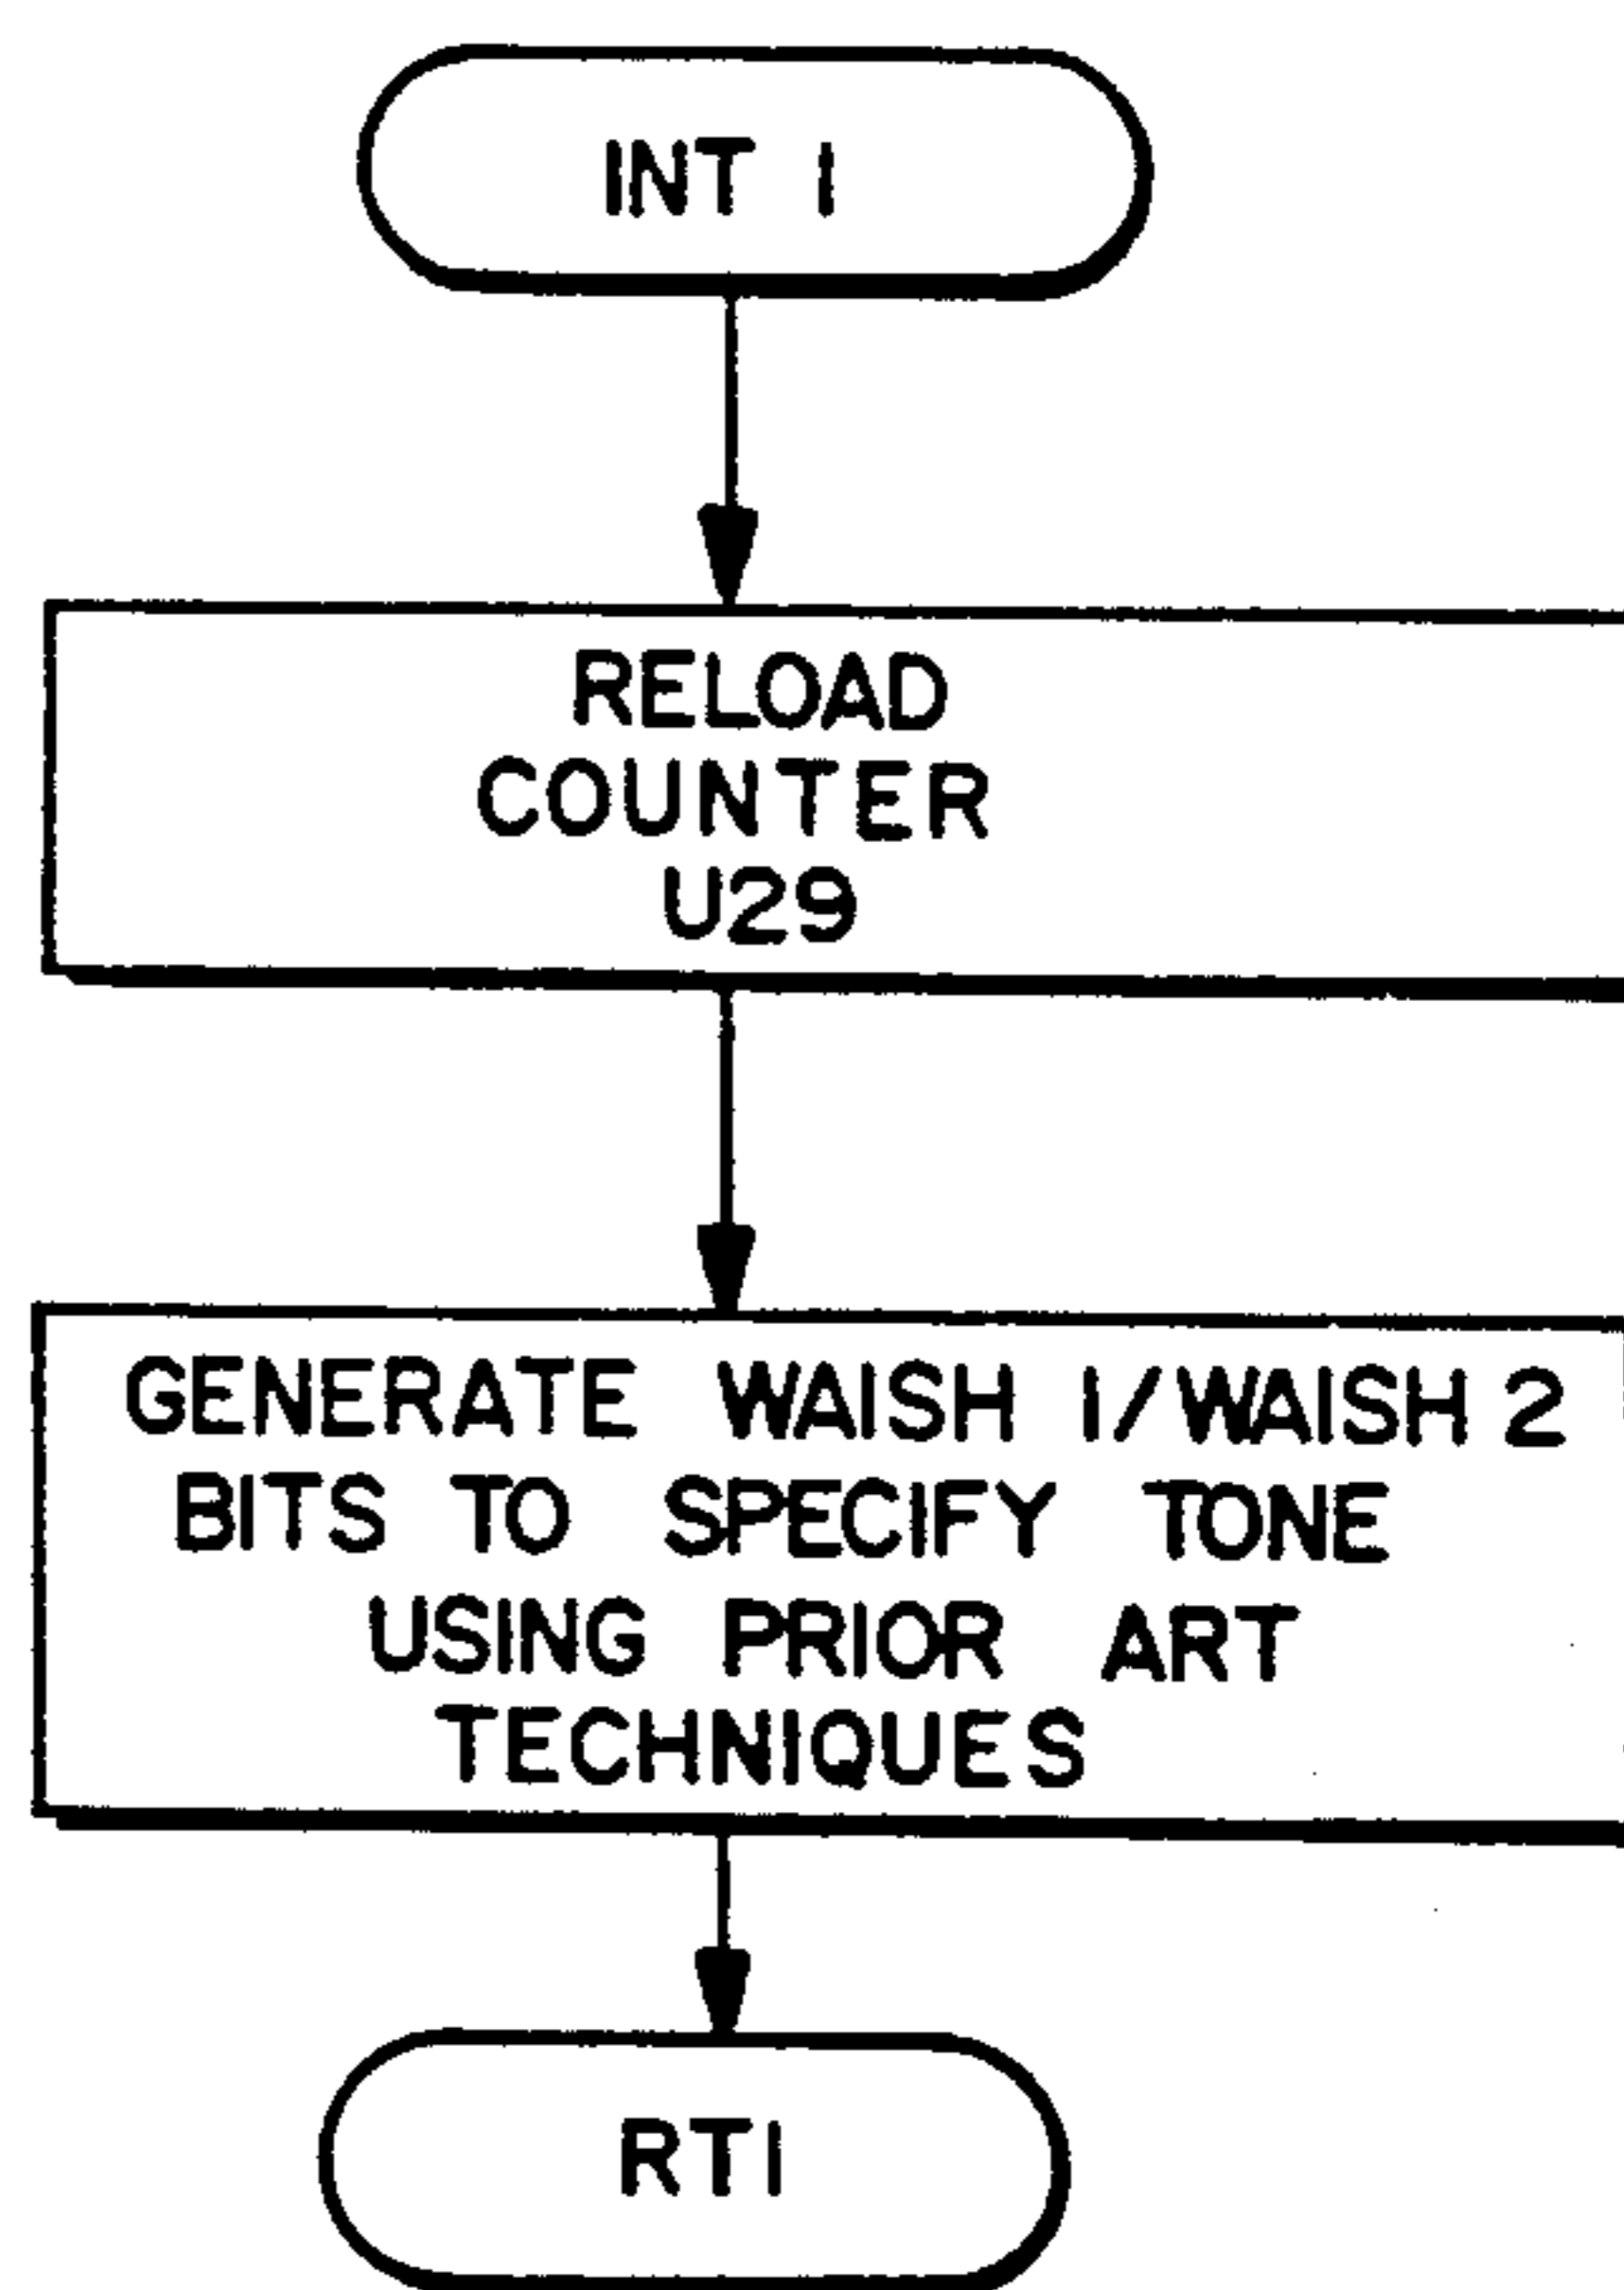 INT 1
RELOAD
COUNTER
U29
GENERATE WAISH 1/WAISH 2
BITS TO SPECIFY TONE
USING PRIOR ART
TECHNIQUES
RTI